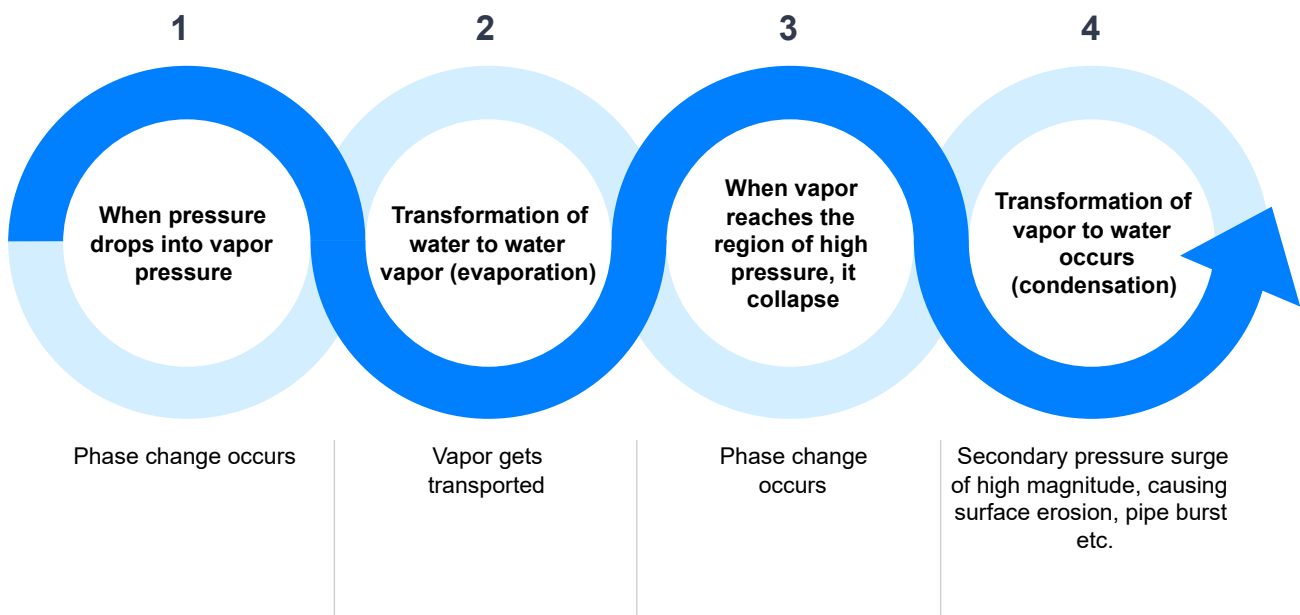 1
2
3
4
When pressure
drops into vapor
pressure
Transformation of
water to water
vapor (evaporation)
When vapor
reaches the
region of high
pressure, it
collapse
Transformation of
vapor to water
occurs
(condensation)
Phase change occurs
Vapor gets
transported
Phase change
occurs
Secondary pressure surge
of high magnitude, causing
surface erosion, pipe burst
etc.